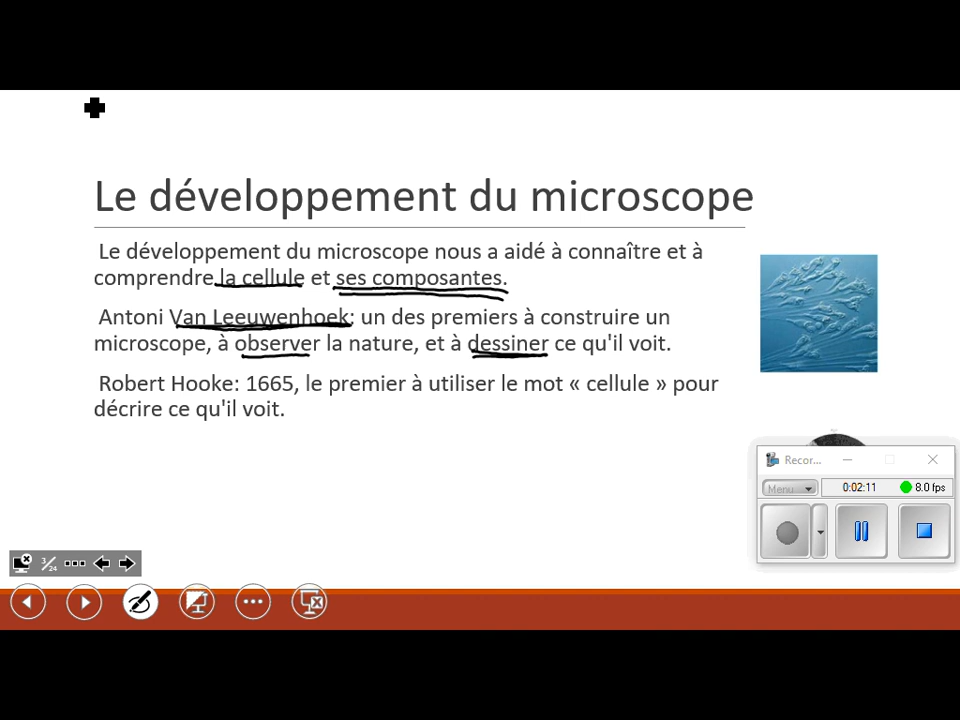 Le développement du microscope
Le développement du microscope nous a aidé à connaître et à
comprendre la cellule et ses composantes.
Antoni Van Leeuwenhoek: un des premiers à construire un
microscope, à observer la nature, et à dessiner ce qu'il voit.
Robert Hooke: 1665, le premier à utiliser le mot « cellule » pour
décrire ce qu'il voit.
Recor...
Menu 0:02:11 8.0 fps
3/24